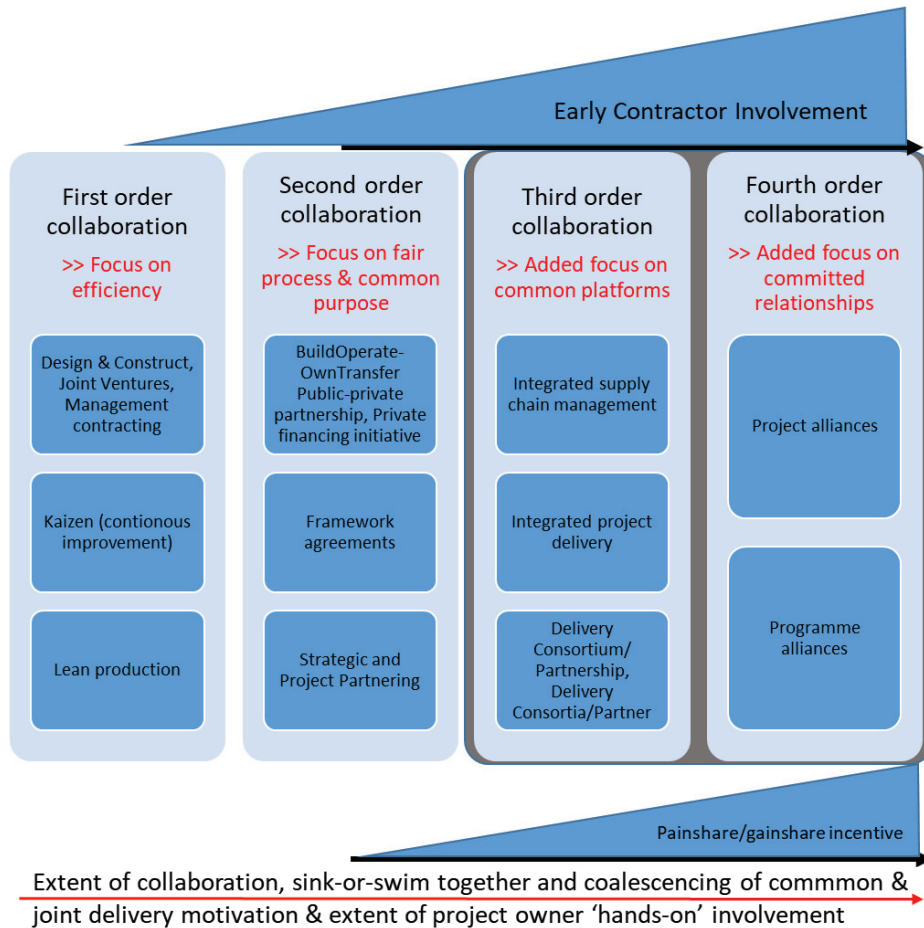 Early Contractor Involvement
First order
collaboration
>> Focus on
efficiency
Design & Construct,
Joint Ventures,
Management
contracting
Kaizen (contionous
improvement)
Lean production
Second order
collaboration
>> Focus on fair
process & common
purpose
BuildOperate-
OwnTransfer
Public-private
partnership, Private
financing initiative
Framework
agreements
Strategic and
Project Partnering
Third order
collaboration
>> Added focus on
common platforms
Integrated supply
chain management
Integrated project
delivery
Delivery
Consortium/
Partnership,
Delivery
Consortia/Partner
Fourth order
collaboration
>> Added focus on
committed
relationships
Project alliances
Programme
alliances
Painshare/gainshare incentive
Extent of collaboration, sink-or-swim together and coalescencing of commmon &
joint delivery motivation & extent of project owner ‘hands-on’ involvement